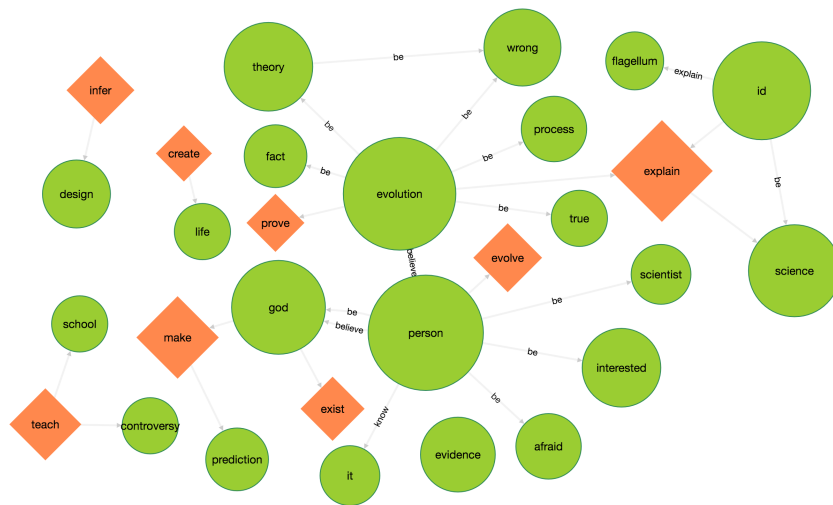 wrong
theory
be
flagellum
explain
id
infer
be
be
process
create
fact
be
be
explain
evolution
be
design
be
true
prove
life
believe
evolve
scientist
science
god
be
be
school
believe
person
make
be
interested
be
exist
know
teach
controversy
afraid
evidence
prediction
it